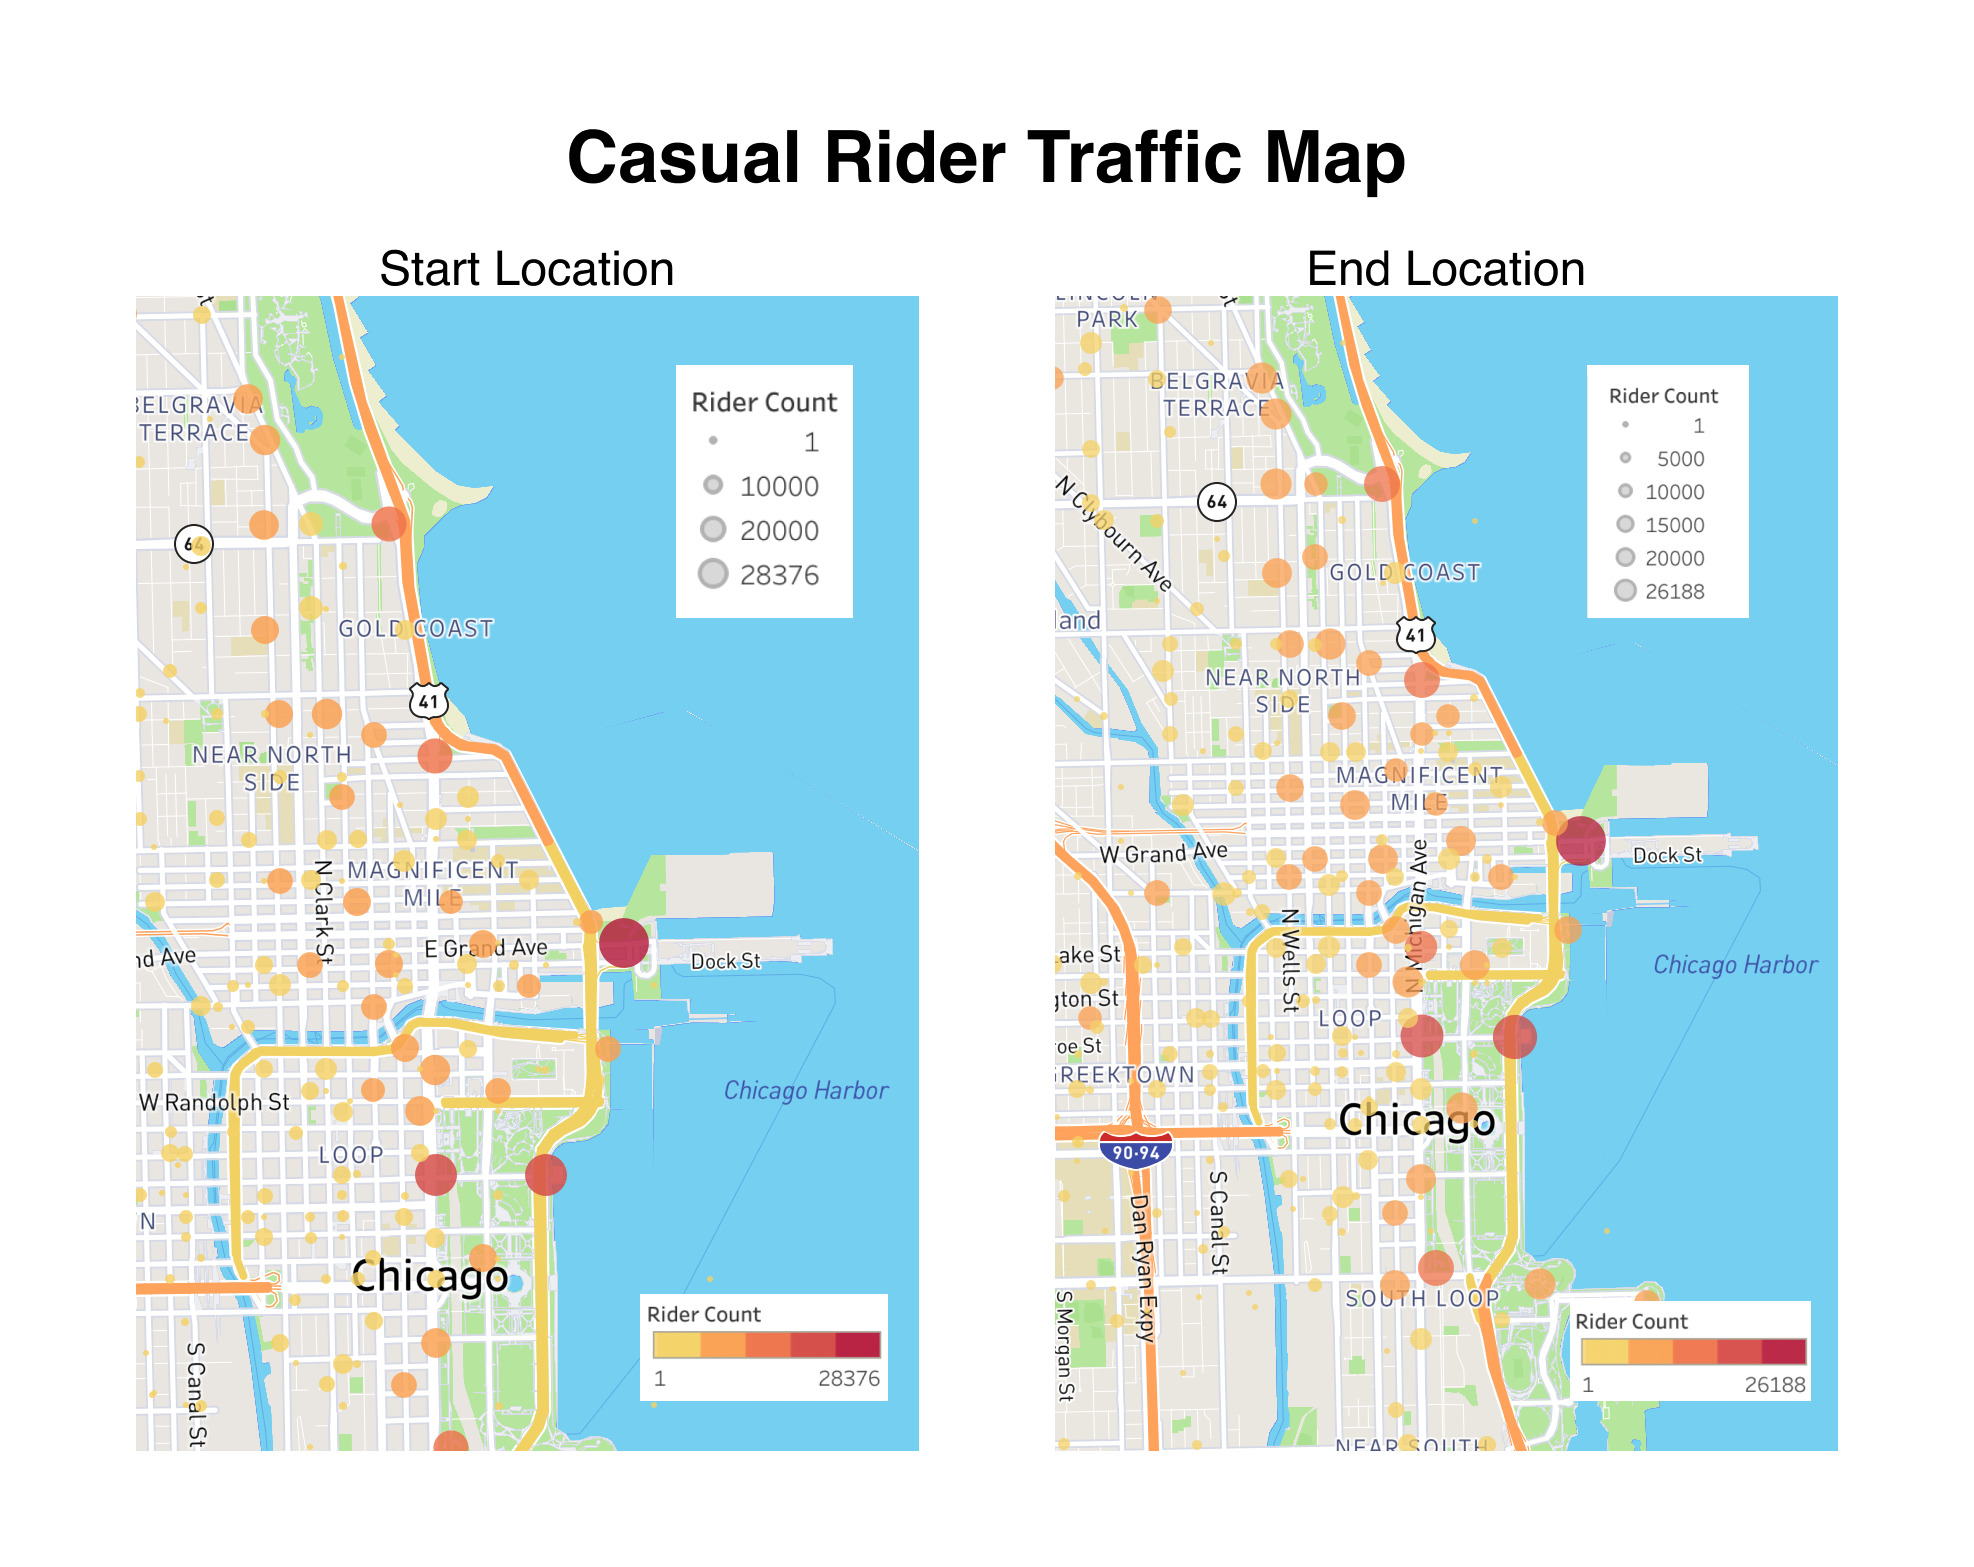 Casual Rider Traffic Map
Start Location
BELGRAVIA
TERRACE
64
GOLD COAST
41
NEAR NORTH
SIDE
N Clark St
MAGNIFICENT
MILE
E Grand Ave
nd Ave
Dock St
Chicago Harbor
W Randolph St
LOOP
N
Chicago
S Canal St
Rider Count
1
10000
20000
28376
Rider Count
1
28376
End Location
LINCOLN
PARK
BELGRAVIA
TERRACE
N Clybourn Ave
64
GOLD COAST
land
41
NEAR NORTH
SIDE
MAGNIFICENT
MILE
W Grand Ave
N Michigan Ave
Dock St
N Wells St
ake St
Chicago Harbor
gton St
LOOP
roe St
GREEKTOWN
Chicago
90-94
S Canal St
Dan Ryan Expy
SOUTH LOOP
S Morgan St
NEAR SOUTH
Rider Count
1
5000
10000
15000
20000
26188
Rider Count
1
26188